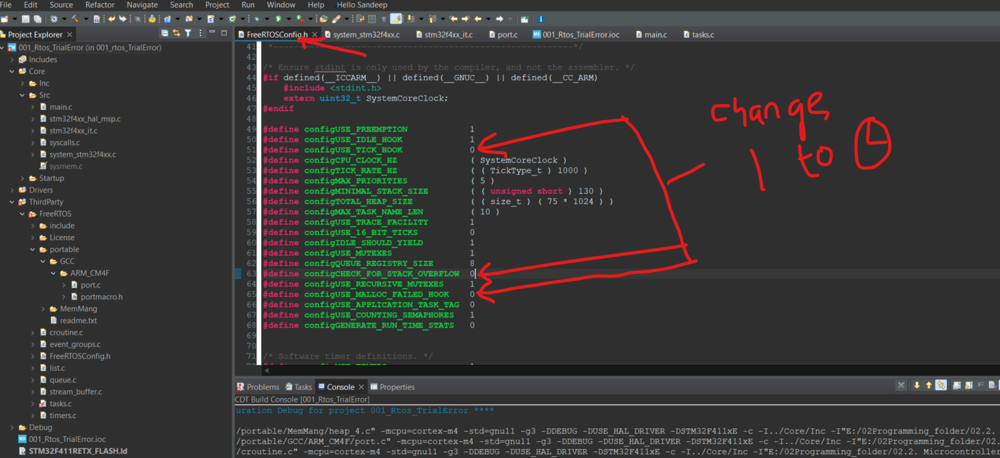 File Edit Source Refactor Navigate Search Project Run Window Help Hello Sandeep
Project Explorer
FreeRTOSConfig.h system_stm32f4xx.c stm32f4xx_it.c port.c 001_Rtos_TrialError.ioc main.c tasks.c
001_Rtos_TrialError (in 001_rtos_TrialError)
Includes
Core
Inc
Src
main.c
stm32f4xx_hal_msp.c
stm32f4xx_it.c
syscalls.c
system_stm32f4xx.c
sysmem.c
Startup
Drivers
ThirdParty
FreeRTOS
include
License
portable
GCC
ARM_CM4F
port.c
portmacro.h
MemMang
readme.txt
croutine.c
event_groups.c
FreeRTOSConfig.h
list.c
queue.c
stream_buffer.c
tasks.c
timers.c
Debug
001_Rtos_TrialError.ioc
STM32F411RETX_FLASH.ld
41 *----------------------------------------------------------*/
42
43 /* Ensure stdint is only used by the compiler, and not the assembler. */
44 #if defined(__ICCARM__) || defined(__GNUC__) || defined(__CC_ARM)
45 #include <stdint.h>
46 extern uint32_t SystemCoreClock;
47 #endif
48
49 #define configUSE_PREEMPTION 1
50 #define configUSE_IDLE_HOOK 1
51 #define configUSE_TICK_HOOK 0
52 #define configCPU_CLOCK_HZ ( SystemCoreClock )
53 #define configTICK_RATE_HZ ( ( TickType_t ) 1000 )
54 #define configMAX_PRIORITIES ( 5 )
55 #define configMINIMAL_STACK_SIZE ( ( unsigned short ) 130 )
56 #define configTOTAL_HEAP_SIZE ( ( size_t ) ( 75 * 1024 ) )
57 #define configMAX_TASK_NAME_LEN ( 10 )
58 #define configUSE_TRACE_FACILITY 1
59 #define configUSE_16_BIT_TICKS 0
60 #define configIDLE_SHOULD_YIELD 1
61 #define configUSE_MUTEXES 1
62 #define configQUEUE_REGISTRY_SIZE 8
63 #define configCHECK_FOR_STACK_OVERFLOW 0
64 #define configUSE_RECURSIVE_MUTEXES 1
65 #define configUSE_MALLOC_FAILED_HOOK 0
66 #define configUSE_APPLICATION_TASK_TAG 0
67 #define configUSE_COUNTING_SEMAPHORES 1
68 #define configGENERATE_RUN_TIME_STATS 0
69
70
71 /* Software timer definitions. */
change
1 to
Problems Tasks Console Properties
CDT Build Console [001_Rtos_TrialError]
uration Debug for project 001_Rtos_TrialError ****
/portable/MemMang/heap_4.c" -mcpu=cortex-m4 -std=gnu11 -g3 -DDEBUG -DUSE_HAL_DRIVER -DSTM32F411xE -c -I../Core/Inc -I"E:/02Programming_folder/02.2.
/portable/GCC/ARM_CM4F/port.c" -mcpu=cortex-m4 -std=gnu11 -g3 -DDEBUG -DUSE_HAL_DRIVER -DSTM32F411xE -c -I../Core/Inc -I"E:/02Programming_folder/02.
/croutine.c" -mcpu=cortex-m4 -std=gnu11 -g3 -DDEBUG -DUSE_HAL_DRIVER -DSTM32F411xE -c -I../Core/Inc -I"E:/02Programming_folder/02.2. Microcontroller